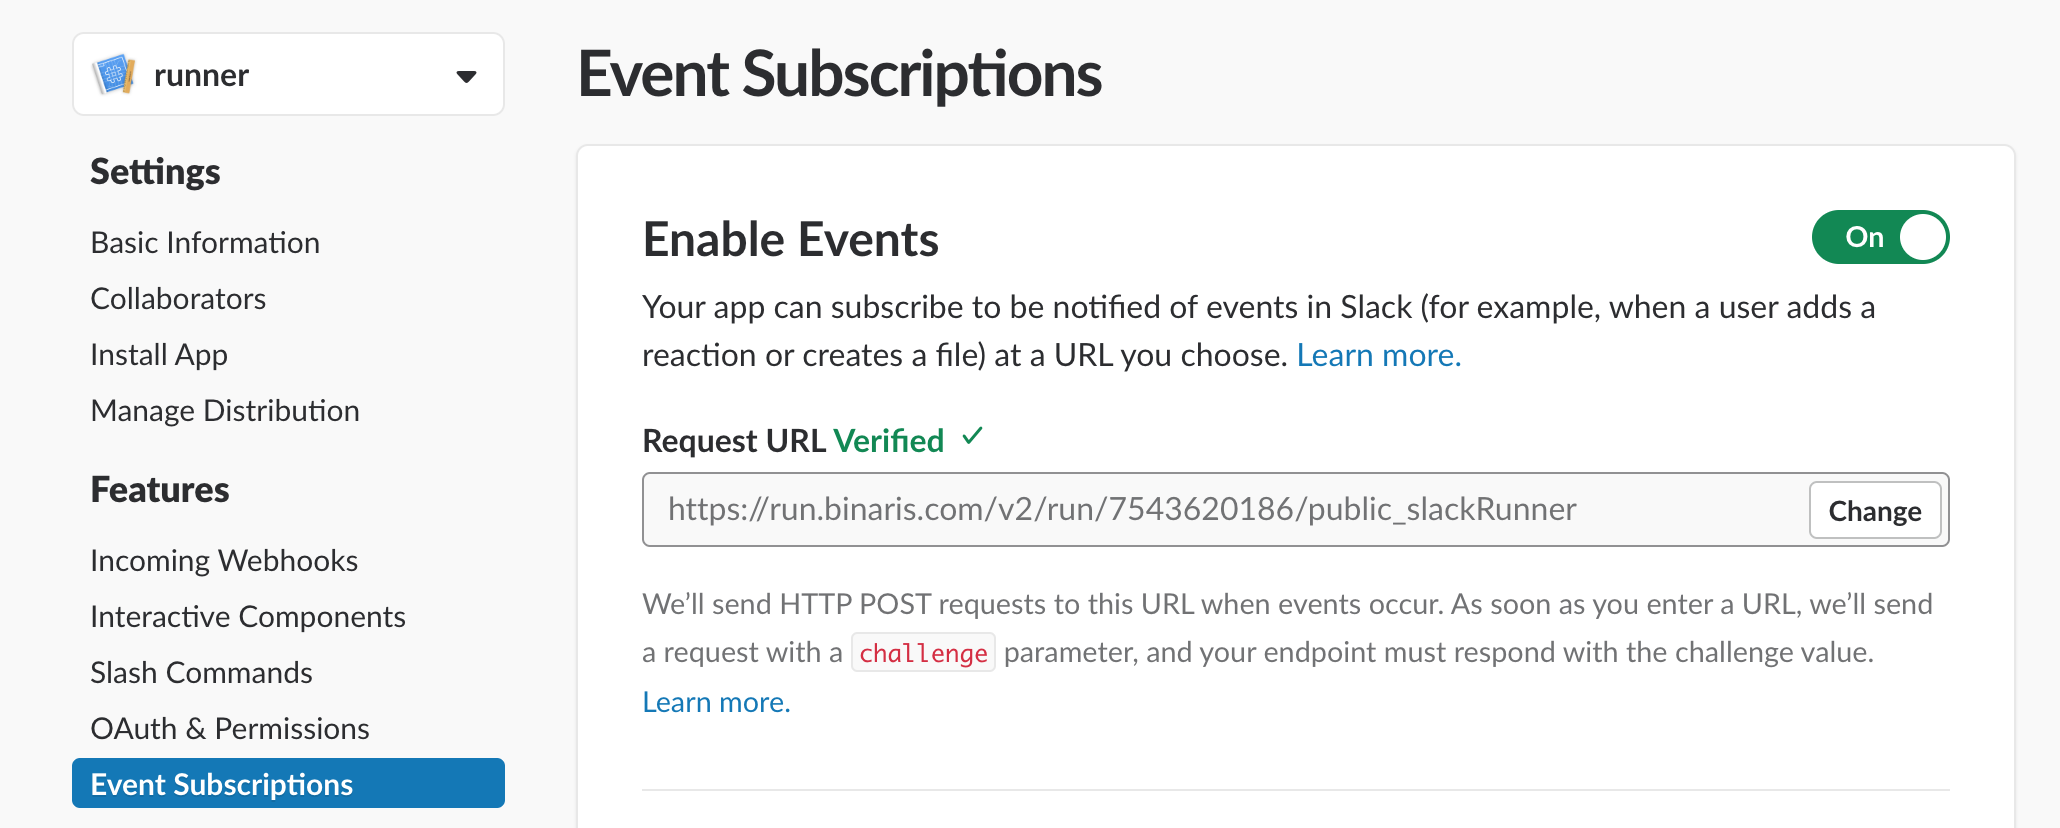 runner
Settings
Basic Information
Collaborators
Install App
Manage Distribution
Features
Incoming Webhooks
Interactive Components
Slash Commands
OAuth & Permissions
Event Subscriptions
Event Subscriptions
Enable Events
On
Your app can subscribe to be notified of events in Slack (for example, when a user adds a
reaction or creates a file) at a URL you choose. Learn more.
Request URL Verified ✓
https://run.binaris.com/v2/run/7543620186/public_slackRunner
Change
We’ll send HTTP POST requests to this URL when events occur. As soon as you enter a URL, we’ll send
a request with a challenge parameter, and your endpoint must respond with the challenge value.
Learn more.